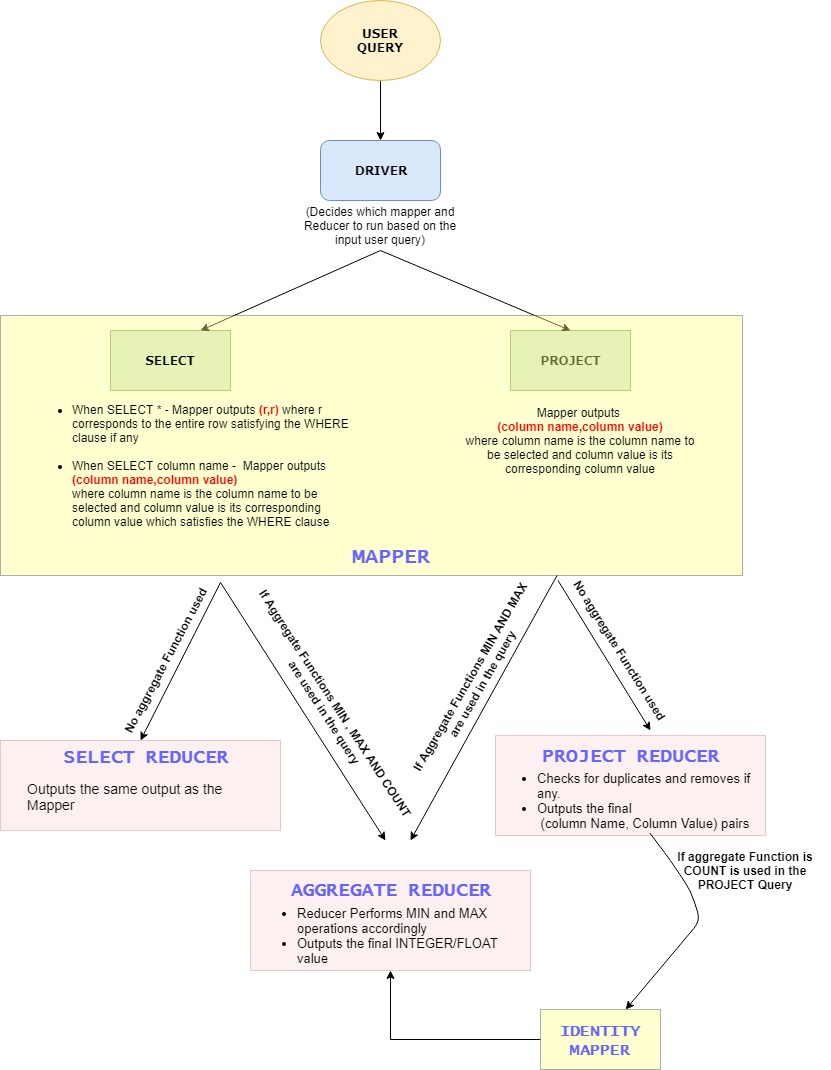 USER
QUERY
DRIVER
(Decides which mapper and
Reducer to run based on the
input user query)
SELECT
When SELECT * - Mapper outputs (r,r) where r
corresponds to the entire row satisfying the WHERE
clause if any
When SELECT column name - Mapper outputs
(column name,column value)
where column name is the column name to be
selected and column value is its corresponding
column value which satisfies the WHERE clause
PROJECT
Mapper outputs
(column name,column value)
where column name is the column name to
be selected and column value is its
corresponding column value
MAPPER
No aggregate Function used
If Aggregate Functions MIN , MAX AND COUNT
are used in the query
If Aggregate Functions MIN AND MAX
are used in the query
No aggregate Function used
SELECT REDUCER
Outputs the same output as the
Mapper
PROJECT REDUCER
Checks for duplicates and removes if
any.
Outputs the final
(column Name, Column Value) pairs
If aggregate Function is
COUNT is used in the
PROJECT Query
AGGREGATE REDUCER
Reducer Performs MIN and MAX
operations accordingly
Outputs the final INTEGER/FLOAT
value
IDENTITY
MAPPER